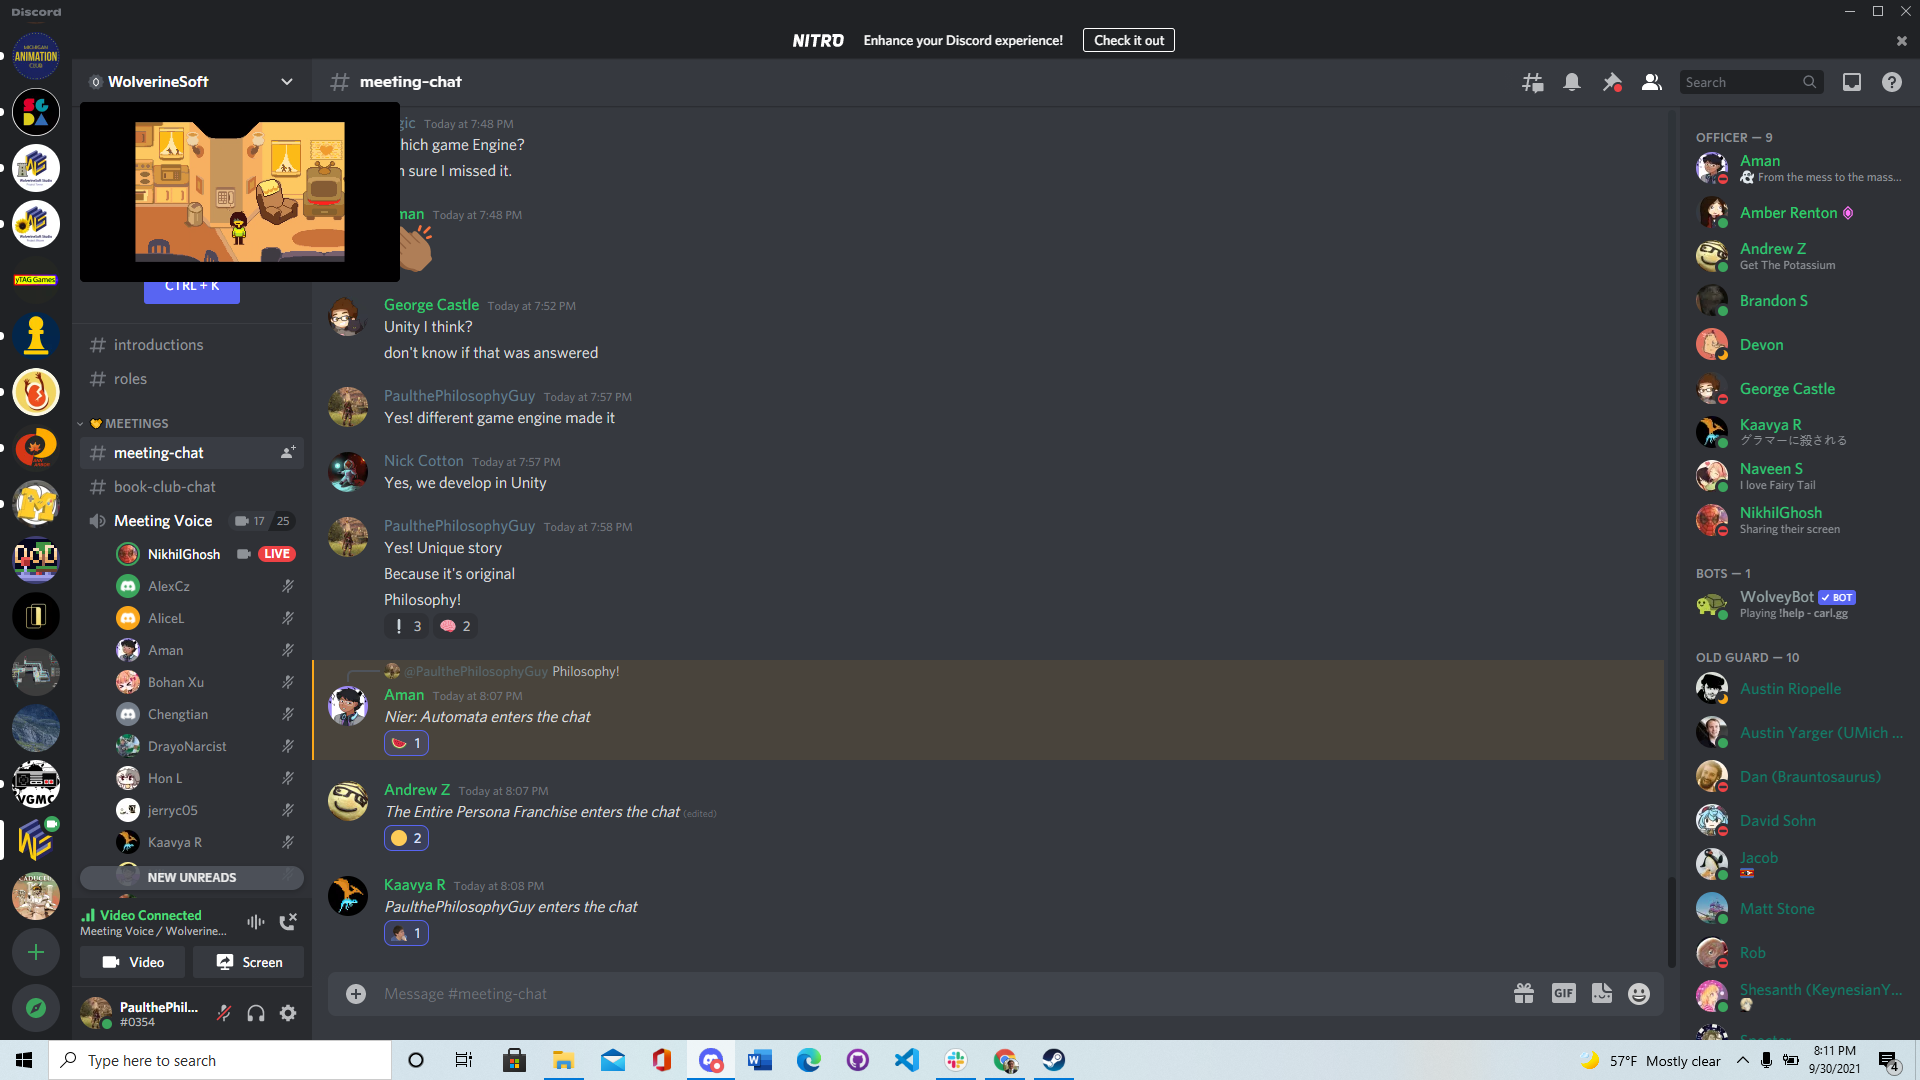 Discord
NITRO Enhance your Discord experience! Check it out
MICHIGAN
ANIMATION
CLUB
yTAG Games
VGMC
WolverineSoft
CTRL + K
introductions
roles
MEETINGS
meeting-chat
book-club-chat
Meeting Voice 17 25
NikhilGhosh LIVE
AlexCz
AliceL
Aman
Bohan Xu
Chengtian
DrayoNarcist
Hon L
jerryc05
Kaavya R
NEW UNREADS
Video Connected
Meeting Voice / Wolverine...
Video Screen
PaulthePhil...
#0354
# meeting-chat
Search
gic Today at 7:48 PM
hich game Engine?
n sure I missed it.
man Today at 7:48 PM
George Castle Today at 7:52 PM
Unity I think?
don't know if that was answered
PaulthePhilosophyGuy Today at 7:57 PM
Yes! different game engine made it
Nick Cotton Today at 7:57 PM
Yes, we develop in Unity
PaulthePhilosophyGuy Today at 7:58 PM
Yes! Unique story
Because it's original
Philosophy!
3 2
@PaulthePhilosophyGuy Philosophy!
Aman Today at 8:07 PM
Nier: Automata enters the chat
1
Andrew Z Today at 8:07 PM
The Entire Persona Franchise enters the chat (edited)
2
Kaavya R Today at 8:08 PM
PaulthePhilosophyGuy enters the chat
1
Message #meeting-chat
GIF
OFFICER — 9
Aman
From the mess to the mass...
Amber Renton
Andrew Z
Get The Potassium
Brandon S
Devon
George Castle
Kaavya R
グラマーに殺される
Naveen S
I love Fairy Tail
NikhilGhosh
Sharing their screen
BOTS — 1
WolveyBot ✓ BOT
Playing !help - carl.gg
OLD GUARD — 10
Austin Riopelle
Austin Yarger (UMich ...
Dan (Brauntosaurus)
David Sohn
Jacob
Matt Stone
Rob
Shesanth (KeynesianY...
Type here to search
57°F Mostly clear
8:11 PM
9/30/2021
4